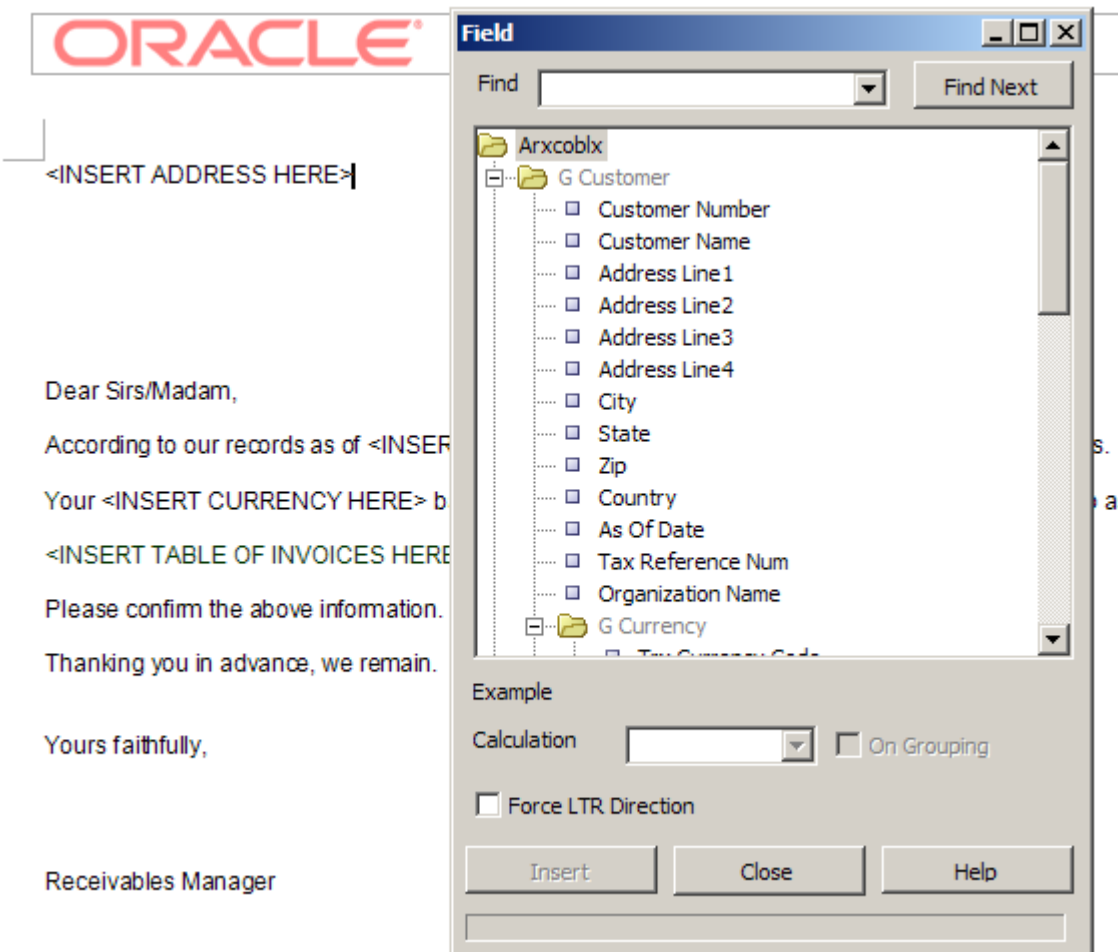 ORACLE
<INSERT ADDRESS HERE>
Dear Sirs/Madam,
According to our records as of <INSER
s.
Your <INSERT CURRENCY HERE> b
a
<INSERT TABLE OF INVOICES HERE
Please confirm the above information.
Thanking you in advance, we remain.
Yours faithfully,
Receivables Manager
Field
Find
Find Next
Arxcoblx
G Customer
Customer Number
Customer Name
Address Line1
Address Line2
Address Line3
Address Line4
City
State
Zip
Country
As Of Date
Tax Reference Num
Organization Name
G Currency
Trx Currency Code
Example
Calculation
On Grouping
Force LTR Direction
Insert
Close
Help